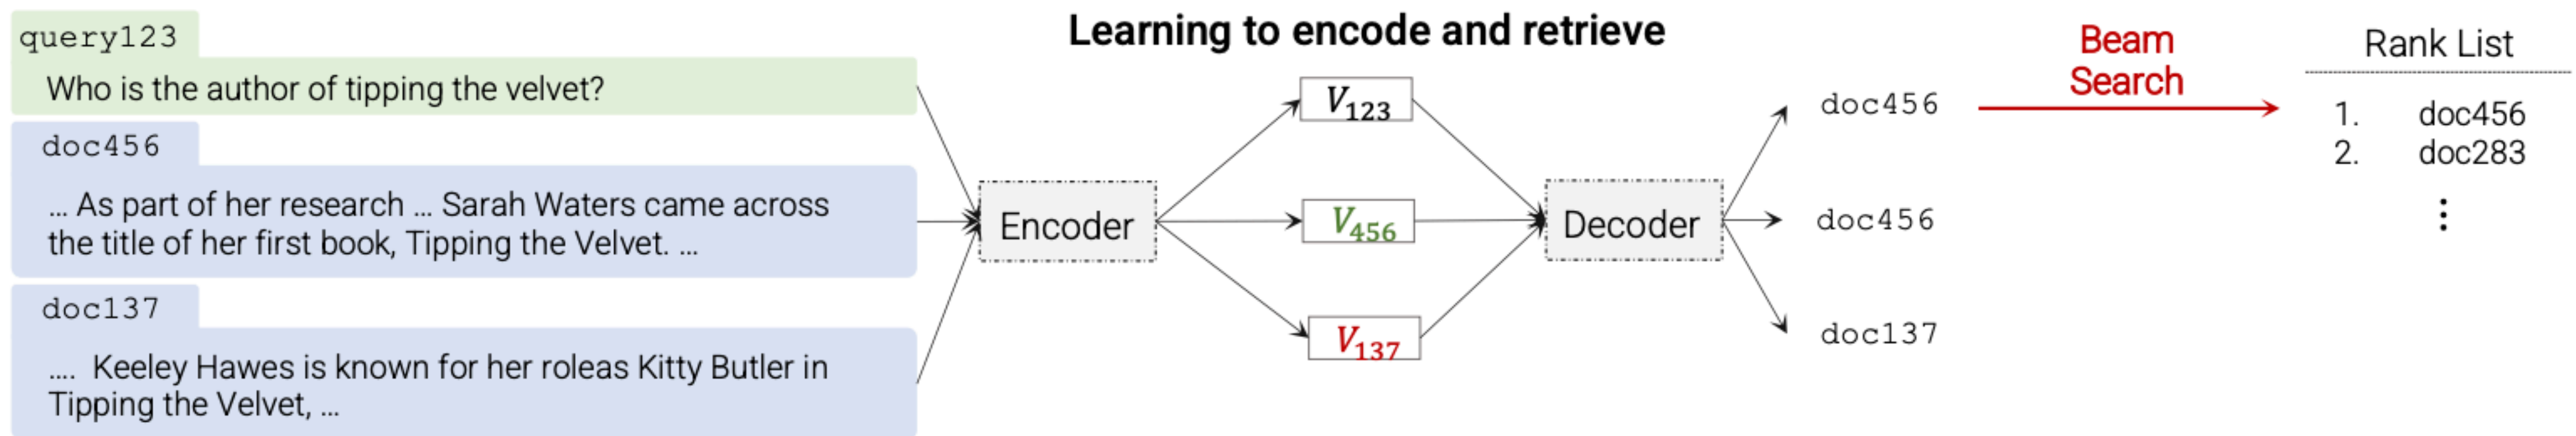 query123
Who is the author of tipping the velvet?
doc456
... As part of her research ... Sarah Waters came across
the title of her first book, Tipping the Velvet. ...
doc137
.... Keeley Hawes is known for her roleas Kitty Butler in
Tipping the Velvet, ...
Learning to encode and retrieve
Encoder
V123
V456
V137
Decoder
doc456
doc456
doc137
Beam
Search
Rank List
1. doc456
2. doc283
⋮